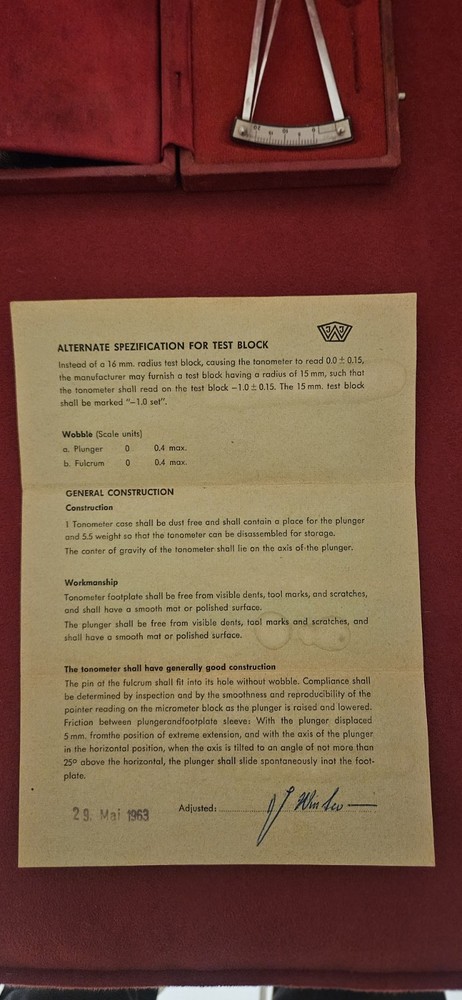 ALTERNATE SPEZIFICATION FOR TEST BLOCK
Instead of a 16 mm. radius test block, causing the tonometer to read 0.0 ± 0.15,
the manufacturer may furnish a test block having a radius of 15 mm, such that
the tonometer shall read on the test block −1.0 ± 0.15. The 15 mm. test block
shall be marked "−1.0 set".
Wobble (Scale units)
a. Plunger 0 0.4 max.
b. Fulcrum 0 0.4 max.
GENERAL CONSTRUCTION
Construction
1 Tonometer case shall be dust free and shall contain a place for the plunger
and 5.5 weight so that the tonometer can be disassembled for storage.
The center of gravity of the tonometer shall lie on the axis of the plunger.
Workmanship
Tonometer footplate shall be free from visible dents, tool marks, and scratches,
and shall have a smooth mat or polished surface.
The plunger shall be free from visible dents, tool marks and scratches, and
shall have a smooth mat or polished surface.
The tonometer shall have generally good construction
The pin of the fulcrum shall fit into its hole without wobble. Compliance shall
be determined by inspection and by the smoothness and reproducibility of the
pointer reading on the micrometer block as the plunger is raised and lowered.
Friction between plungerandfootplate sleeve: With the plunger displaced
5 mm. fromthe position of extreme extension, and with the axis of the plunger
in the horizontal position, when the axis is tilted to an angle of not more than
25º above the horizontal, the plunger shall slide spontaneously inot the foot-
plate.
29. Mai 1963 Adjusted: